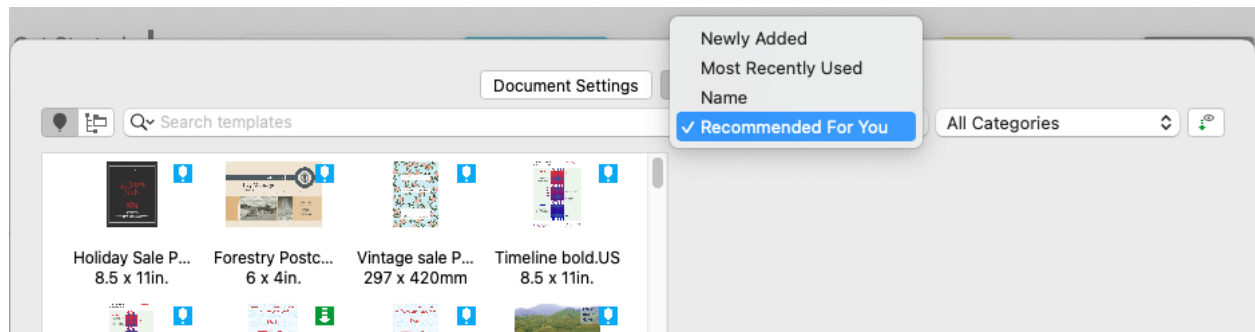 Newly Added
Most Recently Used
Name
✓ Recommended For You
Document Settings
Search templates
All Categories
Holiday Sale P...
8.5 x 11in.
Forestry Postc...
6 x 4in.
Vintage sale P...
297 x 420mm
Timeline bold.US
8.5 x 11in.